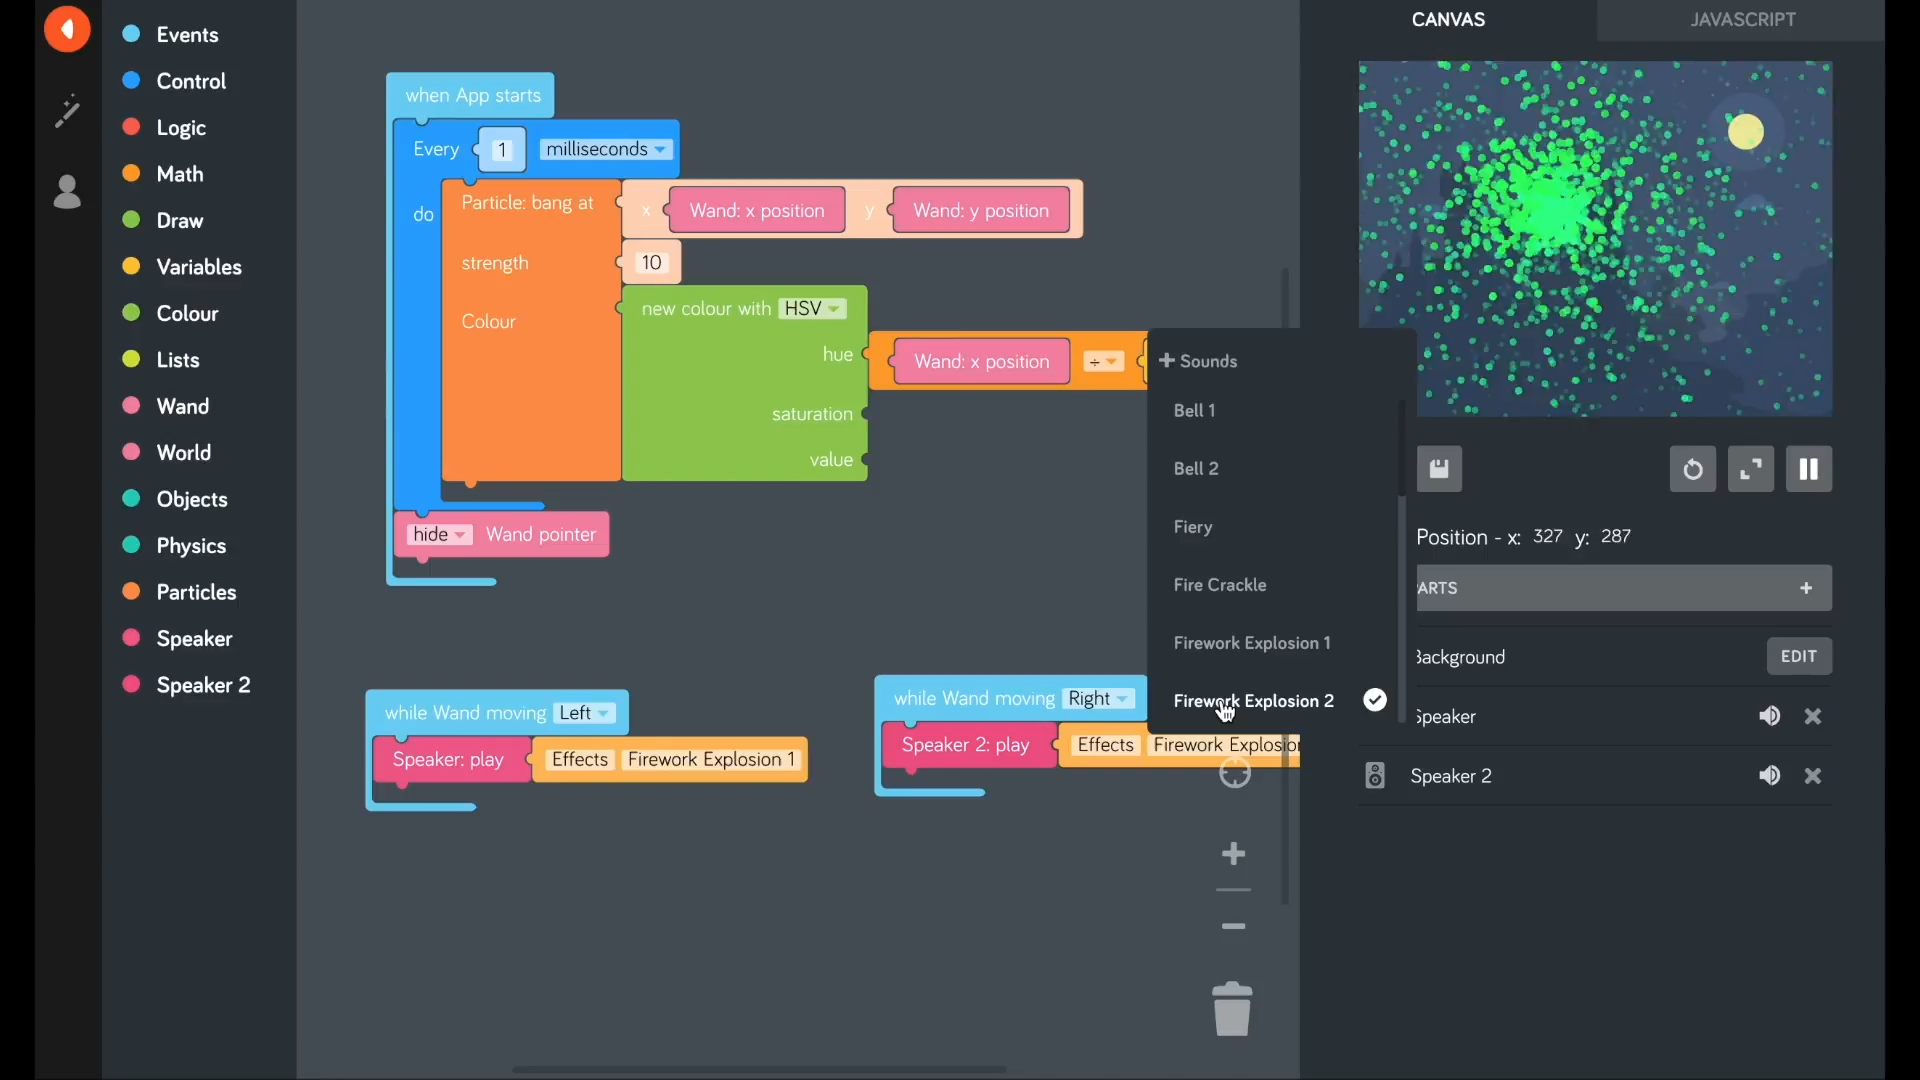 Events
Control
Logic
Math
Draw
Variables
Colour
Lists
Wand
World
Objects
Physics
Particles
Speaker
Speaker 2
when App starts
Every 1 milliseconds
do
Particle: bang at x Wand: x position y Wand: y position
strength 10
Colour
new colour with HSV
hue Wand: x position ÷
saturation
value
hide Wand pointer
while Wand moving Left
Speaker: play Effects Firework Explosion 1
while Wand moving Right
Speaker 2: play Effects Firework Explosion
+ Sounds
Bell 1
Bell 2
Fiery
Fire Crackle
Firework Explosion 1
Firework Explosion 2
CANVAS
JAVASCRIPT
Position - x: 327 y: 287
ARTS +
Background EDIT
Speaker
Speaker 2